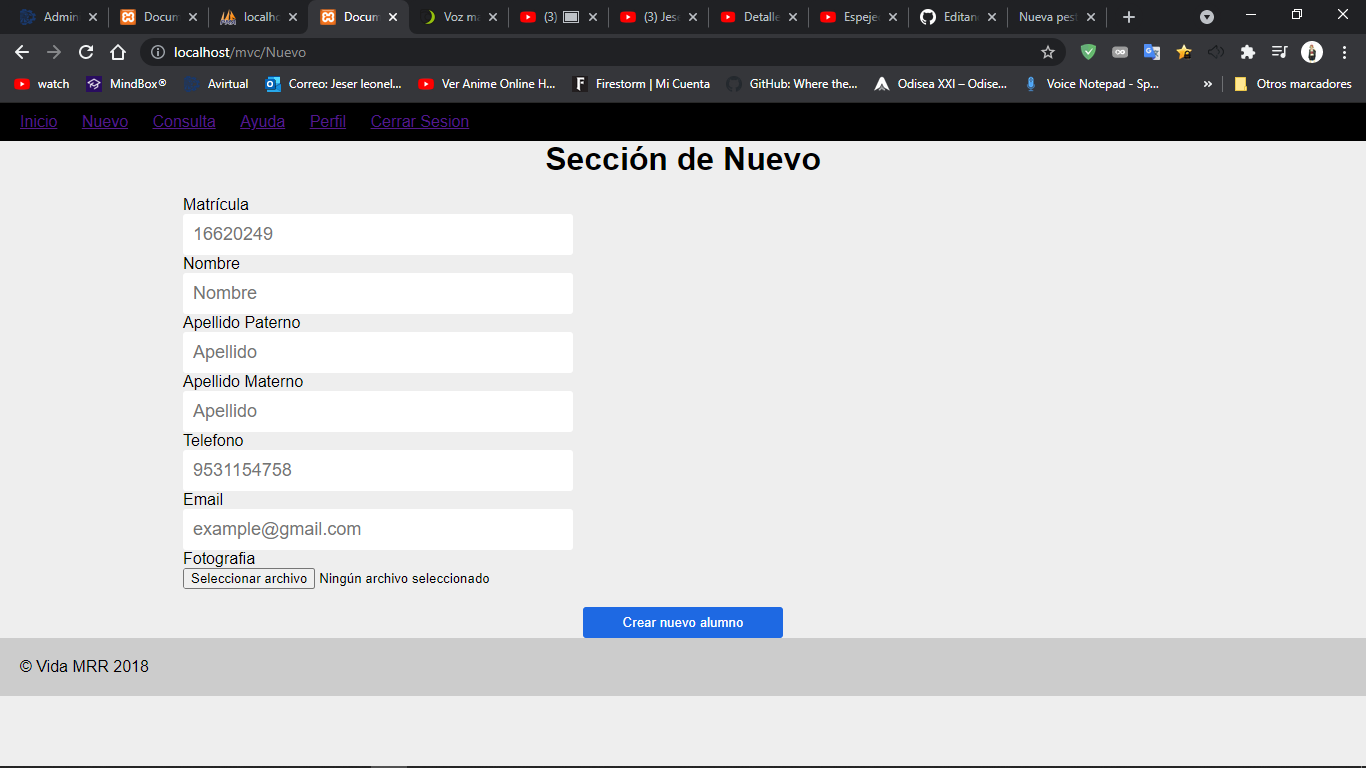 Admin Docum localho Docum Voz ma (3) (3) Jese Detalle Espeje Editan Nueva pest
localhost/mvc/Nuevo
watch MindBox® Avirtual Correo: Jeser leonel... Ver Anime Online H... Firestorm | Mi Cuenta GitHub: Where the... Odisea XXI – Odise... Voice Notepad - Sp... » Otros marcadores
Inicio Nuevo Consulta Ayuda Perfil Cerrar Sesion
Sección de Nuevo
Matrícula
16620249
Nombre
Nombre
Apellido Paterno
Apellido
Apellido Materno
Apellido
Telefono
9531154758
Email
example@gmail.com
Fotografia
Seleccionar archivo Ningún archivo seleccionado
Crear nuevo alumno
© Vida MRR 2018